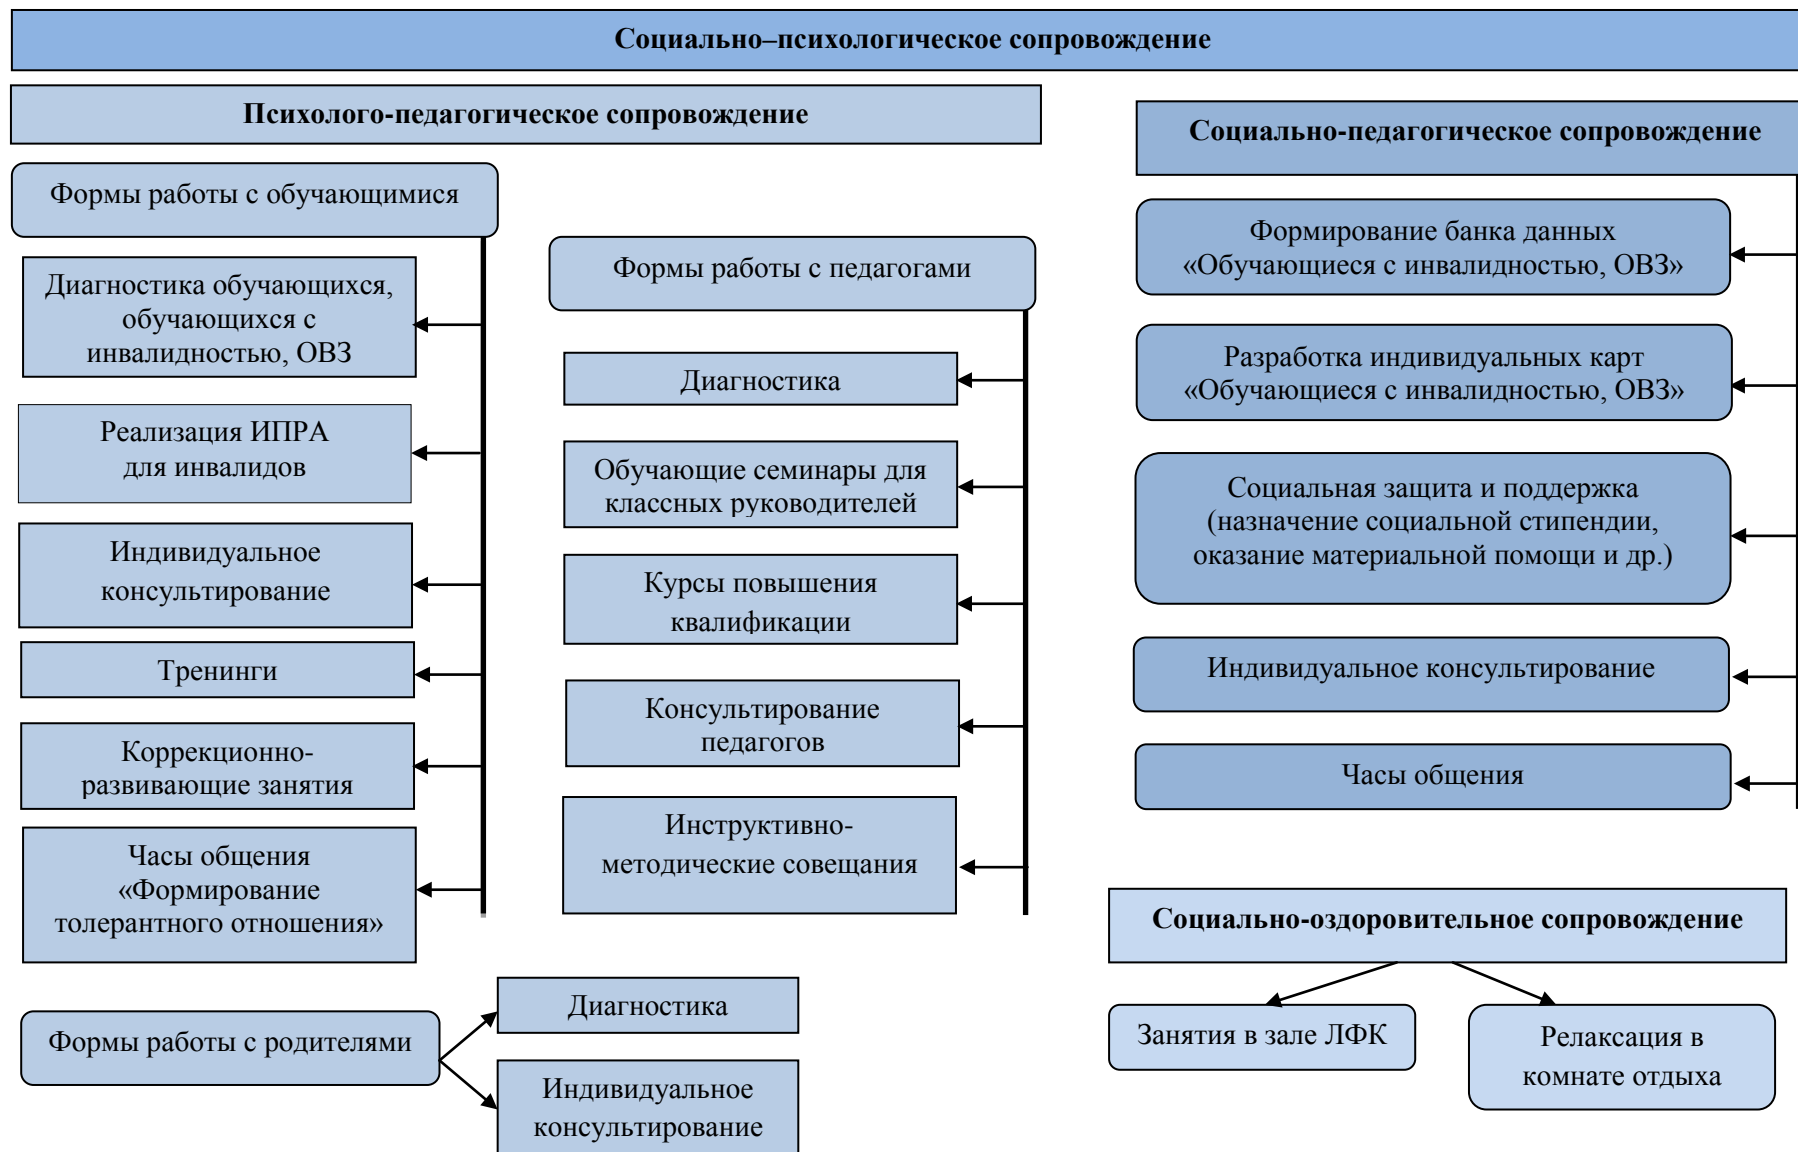 Социально–психологическое сопровождение
Психолого-педагогическое сопровождение
Формы работы с обучающимися
Диагностика обучающихся,
обучающихся с
инвалидностью, ОВЗ
Реализация ИПРА
для инвалидов
Индивидуальное
консультирование
Тренинги
Коррекционно-
развивающие занятия
Часы общения
«Формирование
толерантного отношения»
Формы работы с педагогами
Диагностика
Обучающие семинары для
классных руководителей
Курсы повышения
квалификации
Консультирование
педагогов
Инструктивно-
методические совещания
Формы работы с родителями
Диагностика
Индивидуальное
консультирование
Социально-педагогическое сопровождение
Формирование банка данных
«Обучающиеся с инвалидностью, ОВЗ»
Разработка индивидуальных карт
«Обучающиеся с инвалидностью, ОВЗ»
Социальная защита и поддержка
(назначение социальной стипендии,
оказание материальной помощи и др.)
Индивидуальное консультирование
Часы общения
Социально-оздоровительное сопровождение
Занятия в зале ЛФК
Релаксация в
комнате отдыха